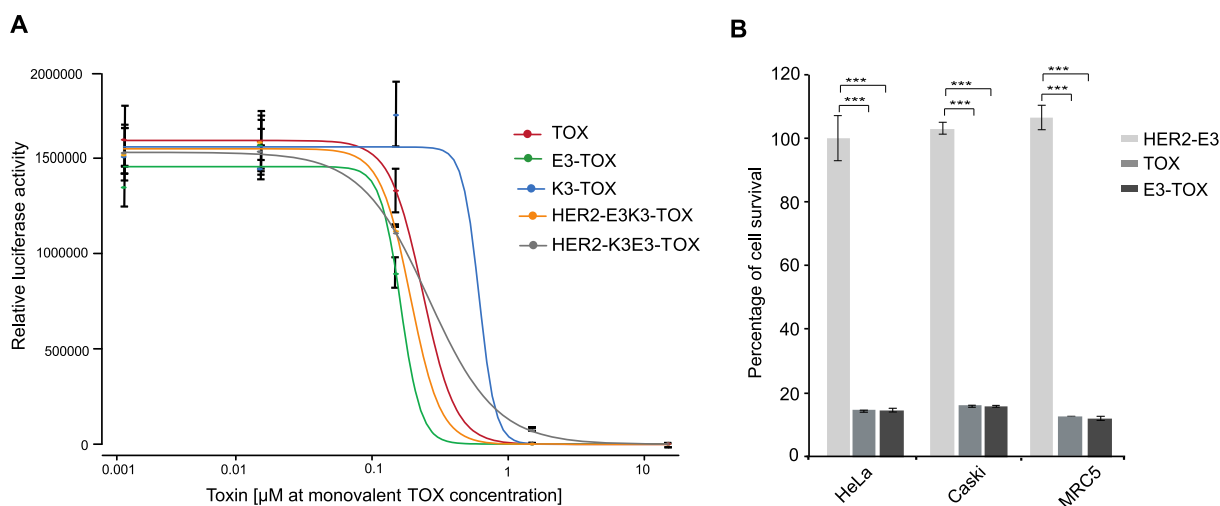 A
2000000
1500000
1000000
500000
0
Relative luciferase activity
0.001
0.01
0.1
1
10
Toxin [µM at monovalent TOX concentration]
TOX
E3-TOX
K3-TOX
HER2-E3K3-TOX
HER2-K3E3-TOX
B
120
100
80
60
40
20
0
Percentage of cell survival
***
***
***
***
***
***
HeLa
Caski
MRC5
HER2-E3
TOX
E3-TOX